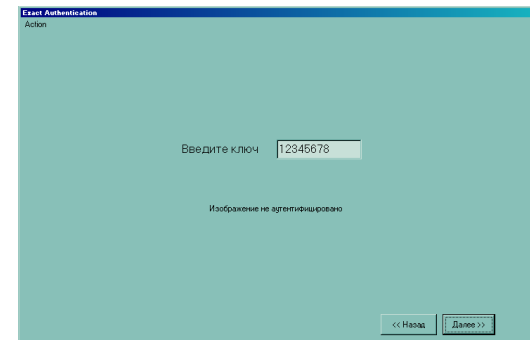 Exact Authentication
Action
Введите ключ 12345678
Изображение не аутентифицировано
<< Назад Далее >>